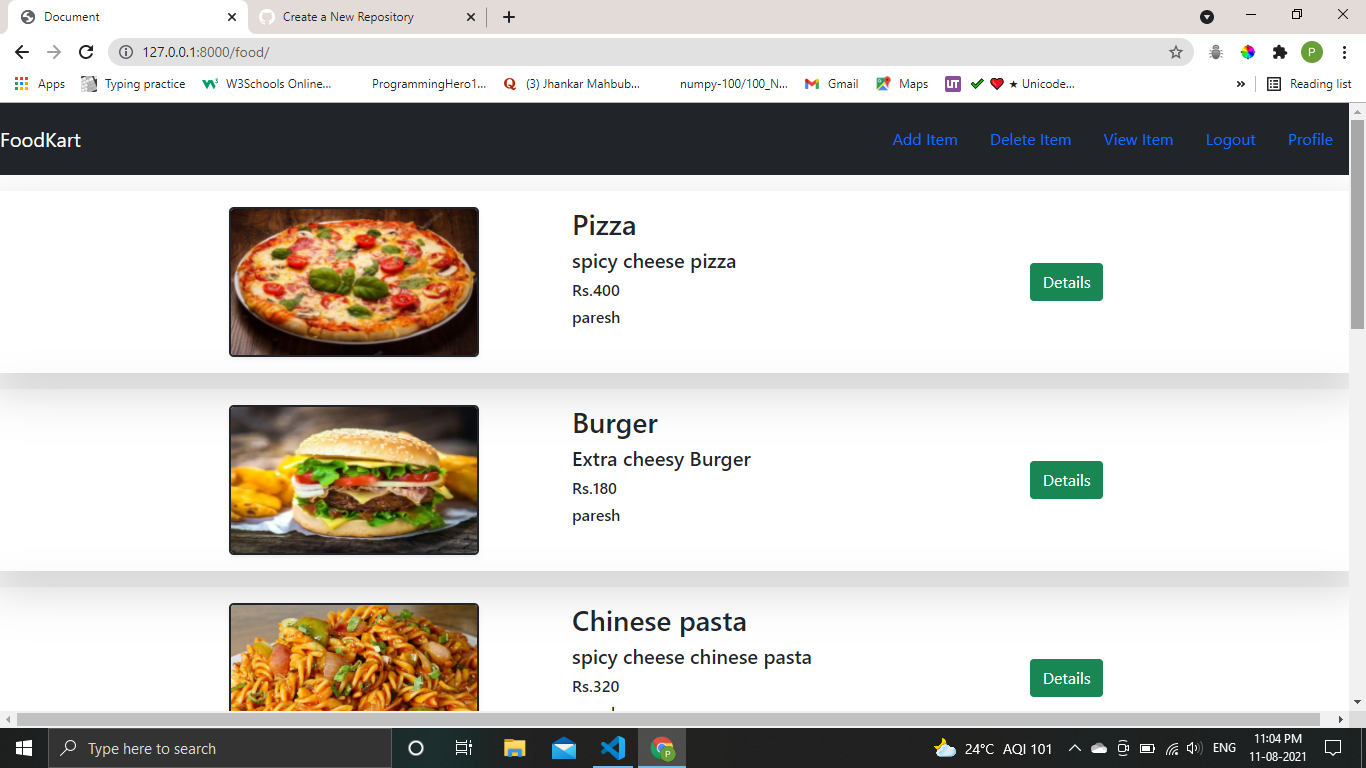 Document
Create a New Repository
127.0.0.1:8000/food/
P
Apps
Typing practice
W3Schools Online...
ProgrammingHero1...
(3) Jhankar Mahbub...
numpy-100/100_N...
Gmail
Maps
UT
★ Unicode...
»
Reading list
FoodKart
Add Item
Delete Item
View Item
Logout
Profile
Pizza
spicy cheese pizza
Rs.400
paresh
Details
Burger
Extra cheesy Burger
Rs.180
paresh
Details
Chinese pasta
spicy cheese chinese pasta
Rs.320
Details
Type here to search
24°C AQI 101
ENG
11:04 PM
11-08-2021